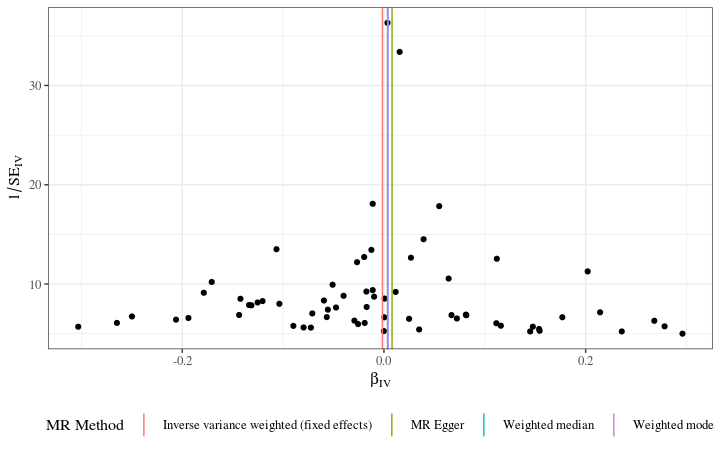 1/SE_IV
30
20
10
-0.2 0.0 0.2
β_IV
MR Method Inverse variance weighted (fixed effects) MR Egger Weighted median Weighted mode